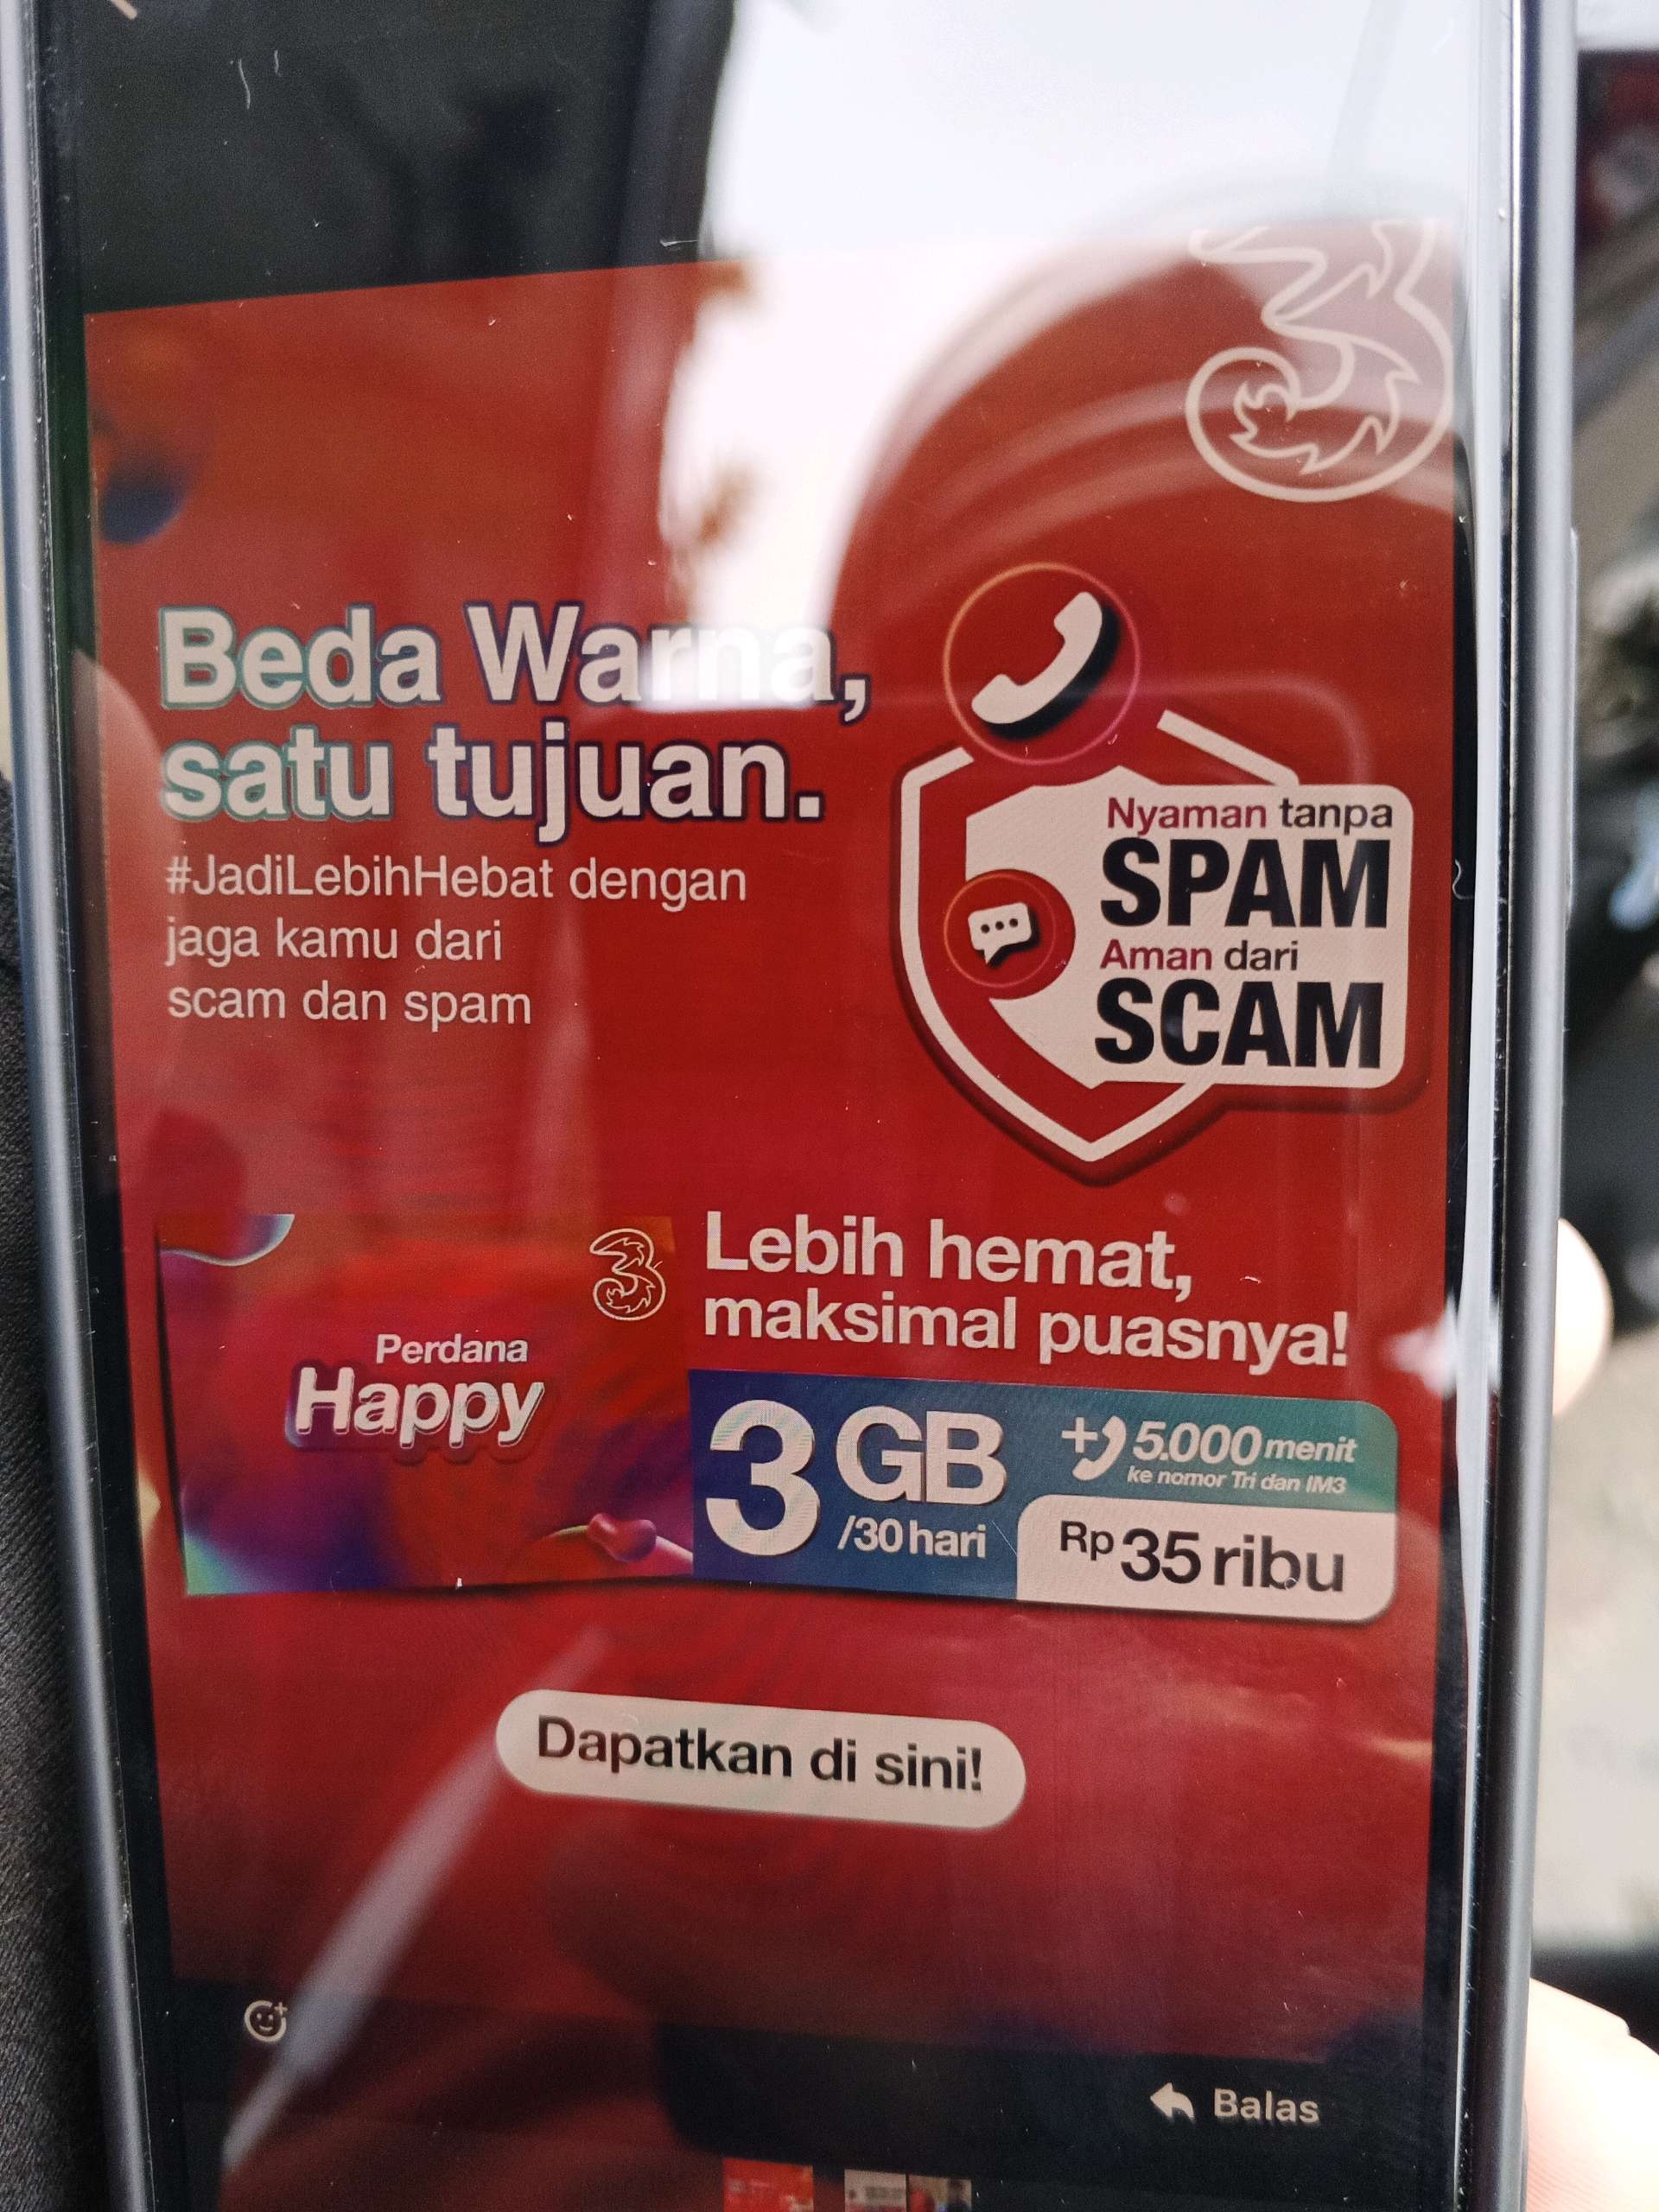 Beda Warna,
satu tujuan.
#JadiLebihHebat dengan
jaga kamu dari
scam dan spam
Nyaman tanpa
SPAM
Aman dari
SCAM
3
Perdana
Happy
Lebih hemat,
maksimal puasnya!
3 GB
/30 hari
+ 5.000 menit
ke nomor Tri dan IM3
Rp 35 ribu
Dapatkan di sini!
Balas